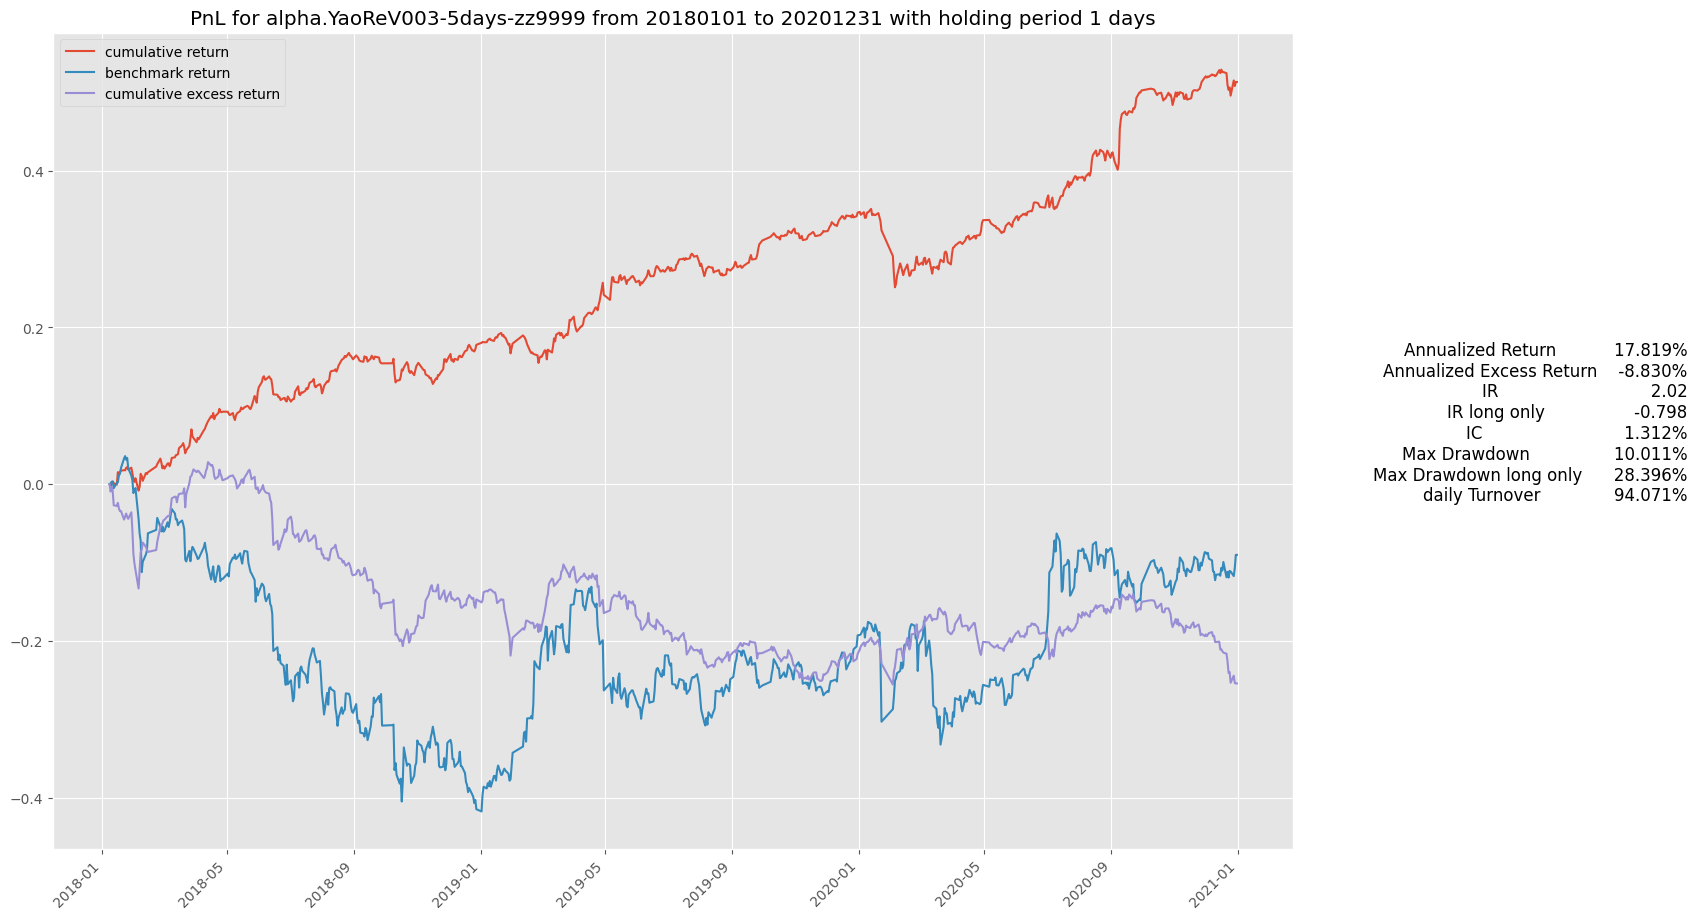 PnL for alpha.YaoReV003-5days-zz9999 from 20180101 to 20201231 with holding period 1 days
cumulative return
benchmark return
cumulative excess return
0.4
0.2
0.0
−0.2
−0.4
2018-01
2018-05
2018-09
2019-01
2019-05
2019-09
2020-01
2020-05
2020-09
2021-01
Annualized Return 17.819%
Annualized Excess Return -8.830%
IR 2.02
IR long only -0.798
IC 1.312%
Max Drawdown 10.011%
Max Drawdown long only 28.396%
daily Turnover 94.071%